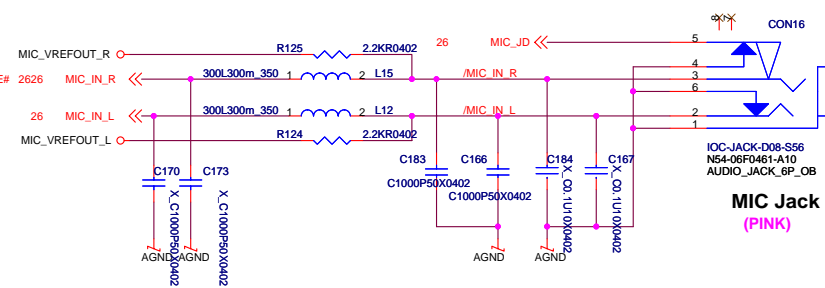 8 7
CON16
MIC_VREFOUT_R R125 2.2KR0402 26 MIC_JD 5
4
E# 2626 MIC_IN_R 300L300m_350 1 2 L15 /MIC_IN_R 3
6
26 MIC_IN_L 300L300m_350 1 2 L12 /MIC_IN_L 2
1
MIC_VREFOUT_L R124 2.2KR0402
IOC-JACK-D08-S56
N54-06F0461-A10
AUDIO_JACK_6P_OB
C170 C173 C183 C166 C184 C167
X_C1000P50X0402
X_C1000P50X0402
C1000P50X0402
C1000P50X0402
X_C0.1U10X0402
X_C0.1U10X0402
MIC Jack
(PINK)
AGND AGND AGND AGND